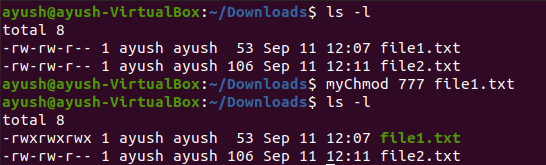 ayush@ayush-VirtualBox:~/Downloads$ ls -l
total 8
-rw-rw-r-- 1 ayush ayush  53 Sep 11 12:07 file1.txt
-rw-rw-r-- 1 ayush ayush 106 Sep 11 12:11 file2.txt
ayush@ayush-VirtualBox:~/Downloads$ myChmod 777 file1.txt
ayush@ayush-VirtualBox:~/Downloads$ ls -l
total 8
-rwxrwxrwx 1 ayush ayush  53 Sep 11 12:07 file1.txt
-rw-rw-r-- 1 ayush ayush 106 Sep 11 12:11 file2.txt